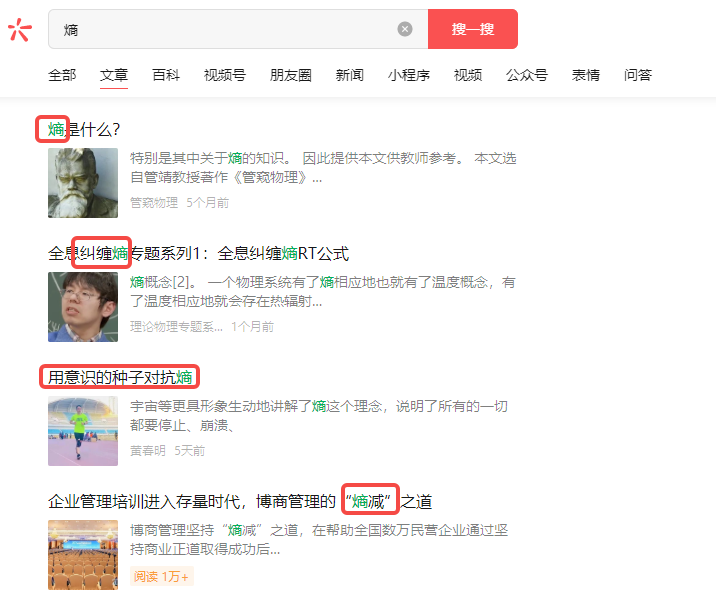 熵
搜一搜
全部 文章 百科 视频号 朋友圈 新闻 小程序 视频 公众号 表情 问答
熵是什么？
特别是其中关于熵的知识。 因此提供本文供教师参考。 本文选
自管靖教授著作《管窥物理》...
管窥物理 5个月前
全息纠缠熵专题系列1：全息纠缠熵RT公式
熵概念[2]。 一个物理系统有了熵相应地也就有了温度概念，有
了温度相应地就会存在热辐射...
理论物理专题系... 1个月前
用意识的种子对抗熵
宇宙等更具形象生动地讲解了熵这个理念，说明了所有的一切
都要停止、崩溃、
黄春明 5天前
企业管理培训进入存量时代，博商管理的“熵减”之道
博商管理坚持“熵减”之道，在帮助全国数万民营企业通过坚
持商业正道取得成功后...
阅读 1万+